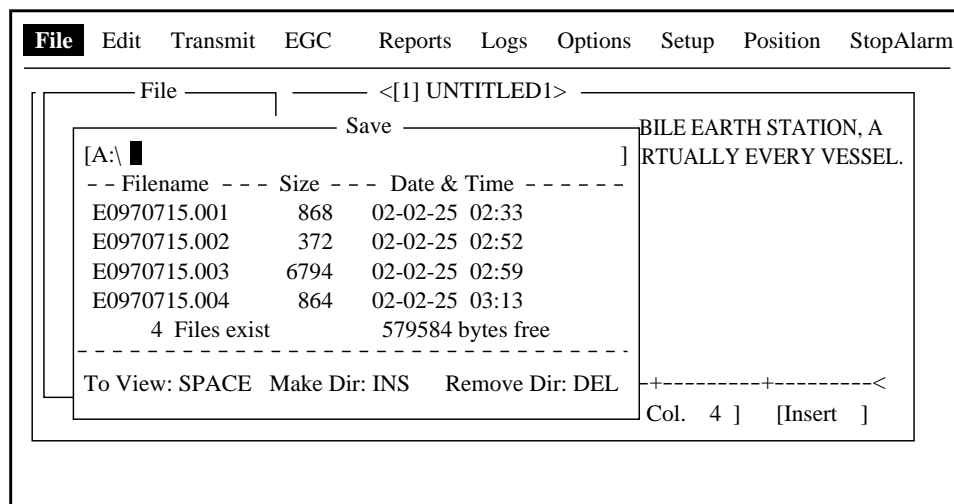 File Edit Transmit EGC Reports Logs Options Setup Position StopAlarm
File <[1] UNTITLED1>
Save
BILE EARTH STATION, A
[A:\ ]
RTUALLY EVERY VESSEL.
- - Filename - - - Size - - - Date & Time - - - - - -
E0970715.001 868 02-02-25 02:33
E0970715.002 372 02-02-25 02:52
E0970715.003 6794 02-02-25 02:59
E0970715.004 864 02-02-25 03:13
4 Files exist 579584 bytes free
To View: SPACE Make Dir: INS Remove Dir: DEL
-+---------+---------<
Col. 4 ] [Insert ]